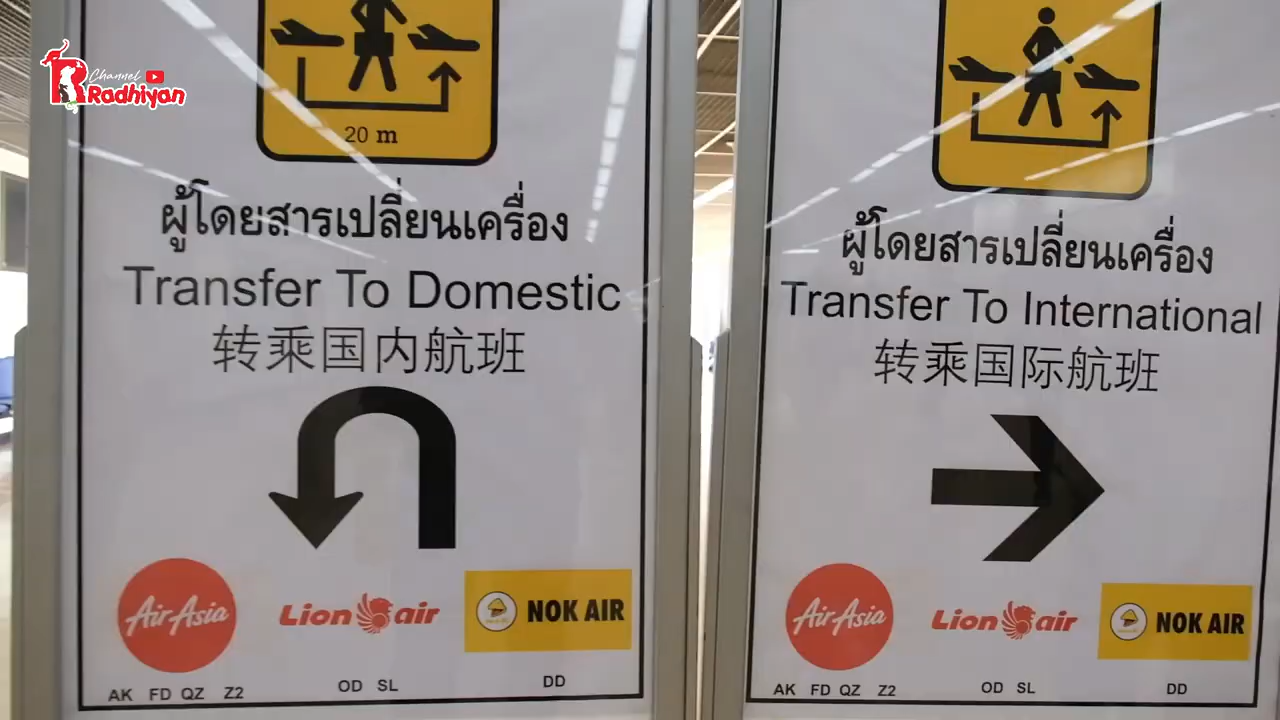 Channel
Radhiyan
20 m
ผู้โดยสารเปลี่ยนเครื่อง
Transfer To Domestic
转乘国内航班
AirAsia
Lion air
NOK AIR
AK FD QZ Z2
OD SL
DD
ผู้โดยสารเปลี่ยนเครื่อง
Transfer To International
转乘国际航班
AirAsia
Lion air
NOK AIR
AK FD QZ Z2
OD SL
DD